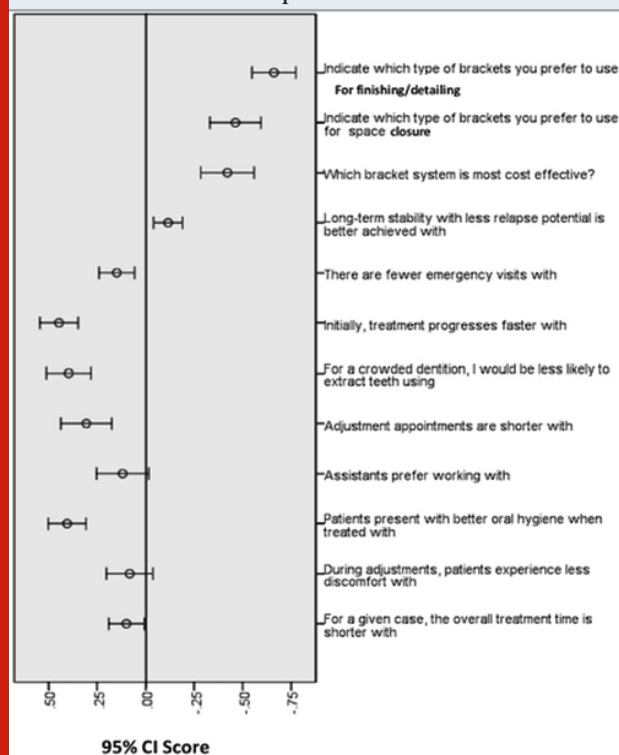 Indicate which type of brackets you prefer to use
For finishing/detailing
Indicate which type of brackets you prefer to use
for space closure
Which bracket system is most cost effective?
Long-term stability with less relapse potential is
better achieved with
There are fewer emergency visits with
Initially, treatment progresses faster with
For a crowded dentition, I would be less likely to
extract teeth using
Adjustment appointments are shorter with
Assistants prefer working with
Patients present with better oral hygiene when
treated with
During adjustments, patients experience less
discomfort with
For a given case, the overall treatment time is
shorter with
.50 .25 .00 -.25 -.50 -.75
95% CI Score